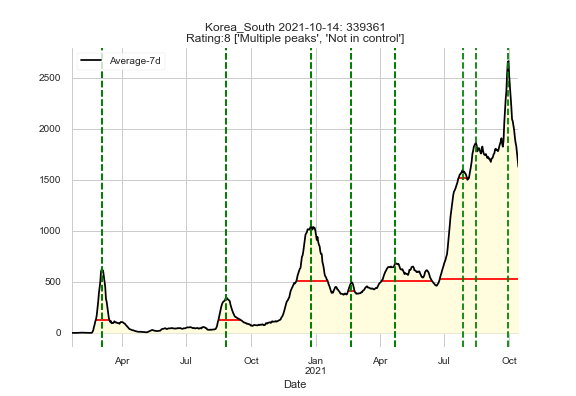 Korea_South 2021-10-14: 339361
Rating:8 ['Multiple peaks', 'Not in control']
Average-7d
2500
2000
1500
1000
500
0
Apr
Jul
Oct
Jan
2021
Apr
Jul
Oct
Date